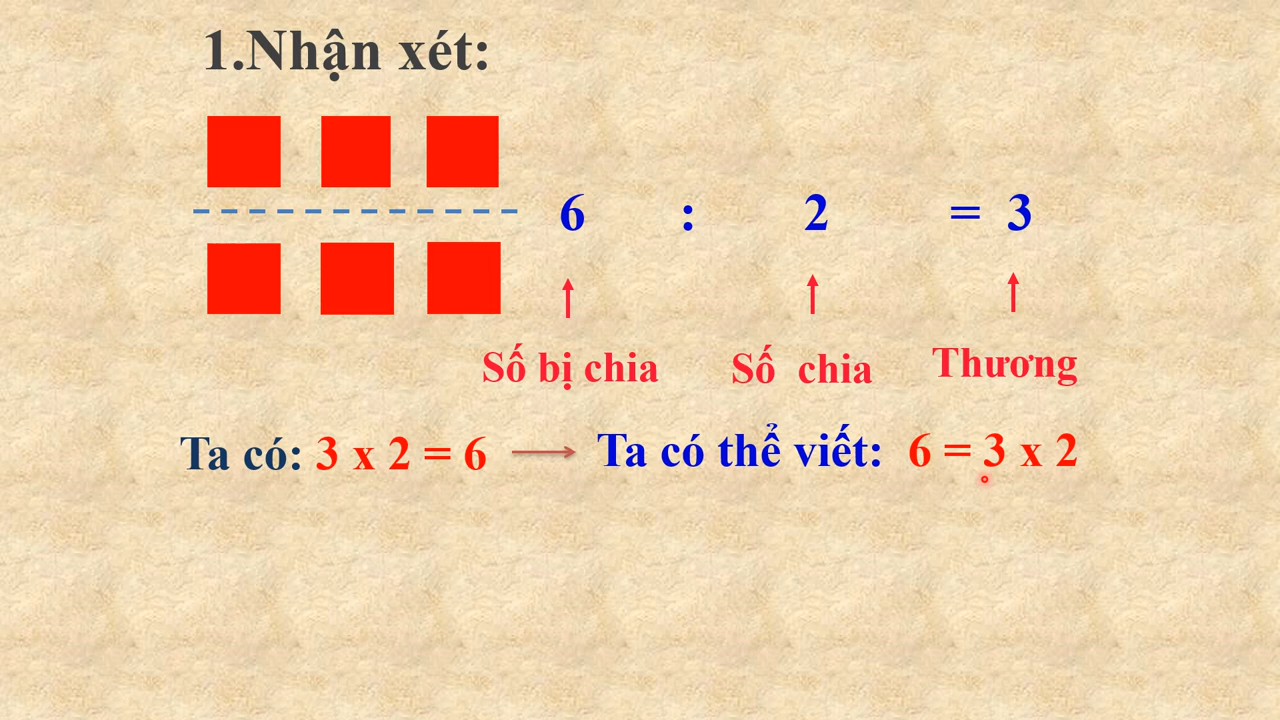 1.Nhận xét:
6 : 2 = 3
Số bị chia Số chia Thương
Ta có: 3 x 2 = 6 Ta có thể viết: 6 = 3 x 2